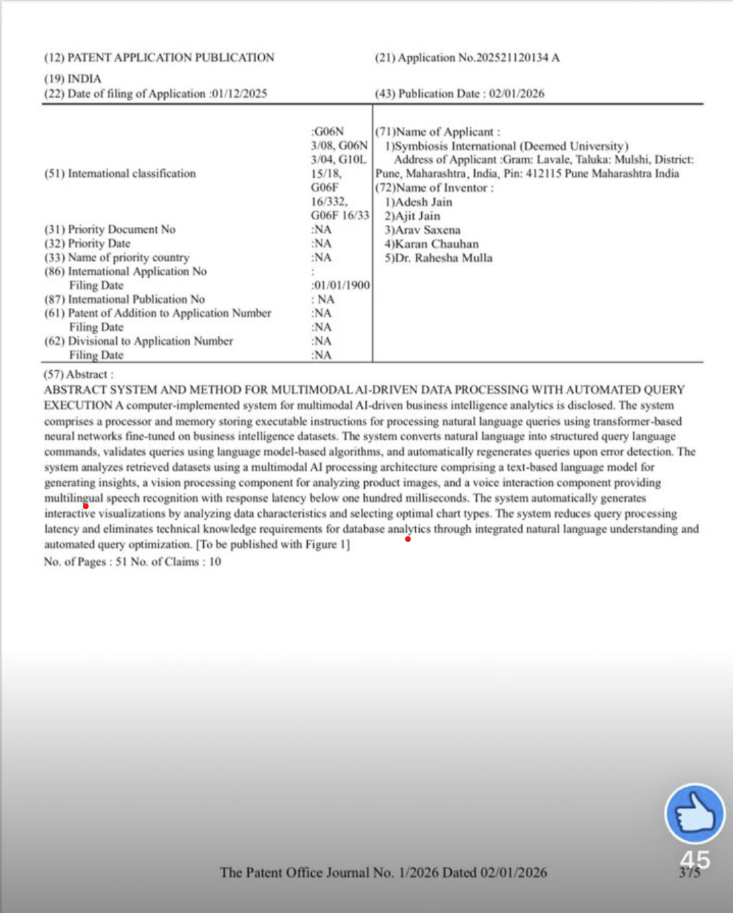 (12) PATENT APPLICATION PUBLICATION
(21) Application No.202521120134 A
(19) INDIA
(22) Date of filing of Application :01/12/2025
(43) Publication Date : 02/01/2026
(51) International classification
:G06N
3/08, G06N
3/04, G10L
15/18,
G06F
16/332,
G06F 16/33
(31) Priority Document No :NA
(32) Priority Date :NA
(33) Name of priority country :NA
(86) International Application No :
Filing Date :01/01/1900
(87) International Publication No : NA
(61) Patent of Addition to Application Number :NA
Filing Date :NA
(62) Divisional to Application Number :NA
Filing Date :NA
(71)Name of Applicant :
1)Symbiosis International (Deemed University)
Address of Applicant :Gram: Lavale, Taluka: Mulshi, District:
Pune, Maharashtra, India, Pin: 412115 Pune Maharashtra India
(72)Name of Inventor :
1)Adesh Jain
2)Ajit Jain
3)Arav Saxena
4)Karan Chauhan
5)Dr. Rahesha Mulla
(57) Abstract :
ABSTRACT SYSTEM AND METHOD FOR MULTIMODAL AI-DRIVEN DATA PROCESSING WITH AUTOMATED QUERY
EXECUTION A computer-implemented system for multimodal AI-driven business intelligence analytics is disclosed. The system
comprises a processor and memory storing executable instructions for processing natural language queries using transformer-based
neural networks fine-tuned on business intelligence datasets. The system converts natural language into structured query language
commands, validates queries using language model-based algorithms, and automatically regenerates queries upon error detection. The
system analyzes retrieved datasets using a multimodal AI processing architecture comprising a text-based language model for
generating insights, a vision processing component for analyzing product images, and a voice interaction component providing
multilingual speech recognition with response latency below one hundred milliseconds. The system automatically generates
interactive visualizations by analyzing data characteristics and selecting optimal chart types. The system reduces query processing
latency and eliminates technical knowledge requirements for database analytics through integrated natural language understanding and
automated query optimization. [To be published with Figure 1]
No. of Pages : 51 No. of Claims : 10
45
The Patent Office Journal No. 1/2026 Dated 02/01/2026
375